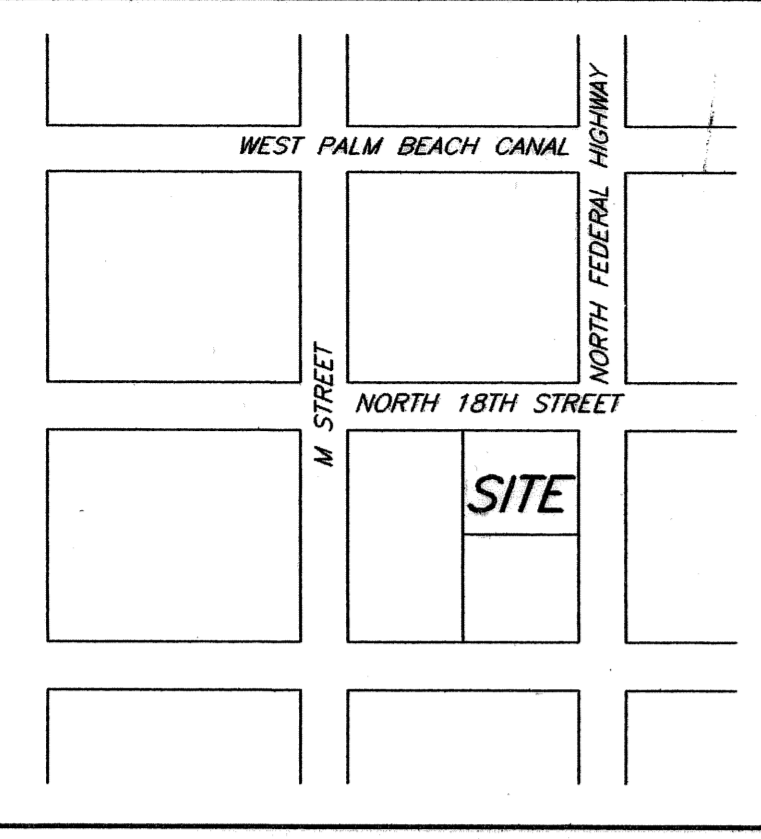 WEST PALM BEACH CANAL
NORTH FEDERAL HIGHWAY
M STREET
NORTH 18TH STREET
SITE